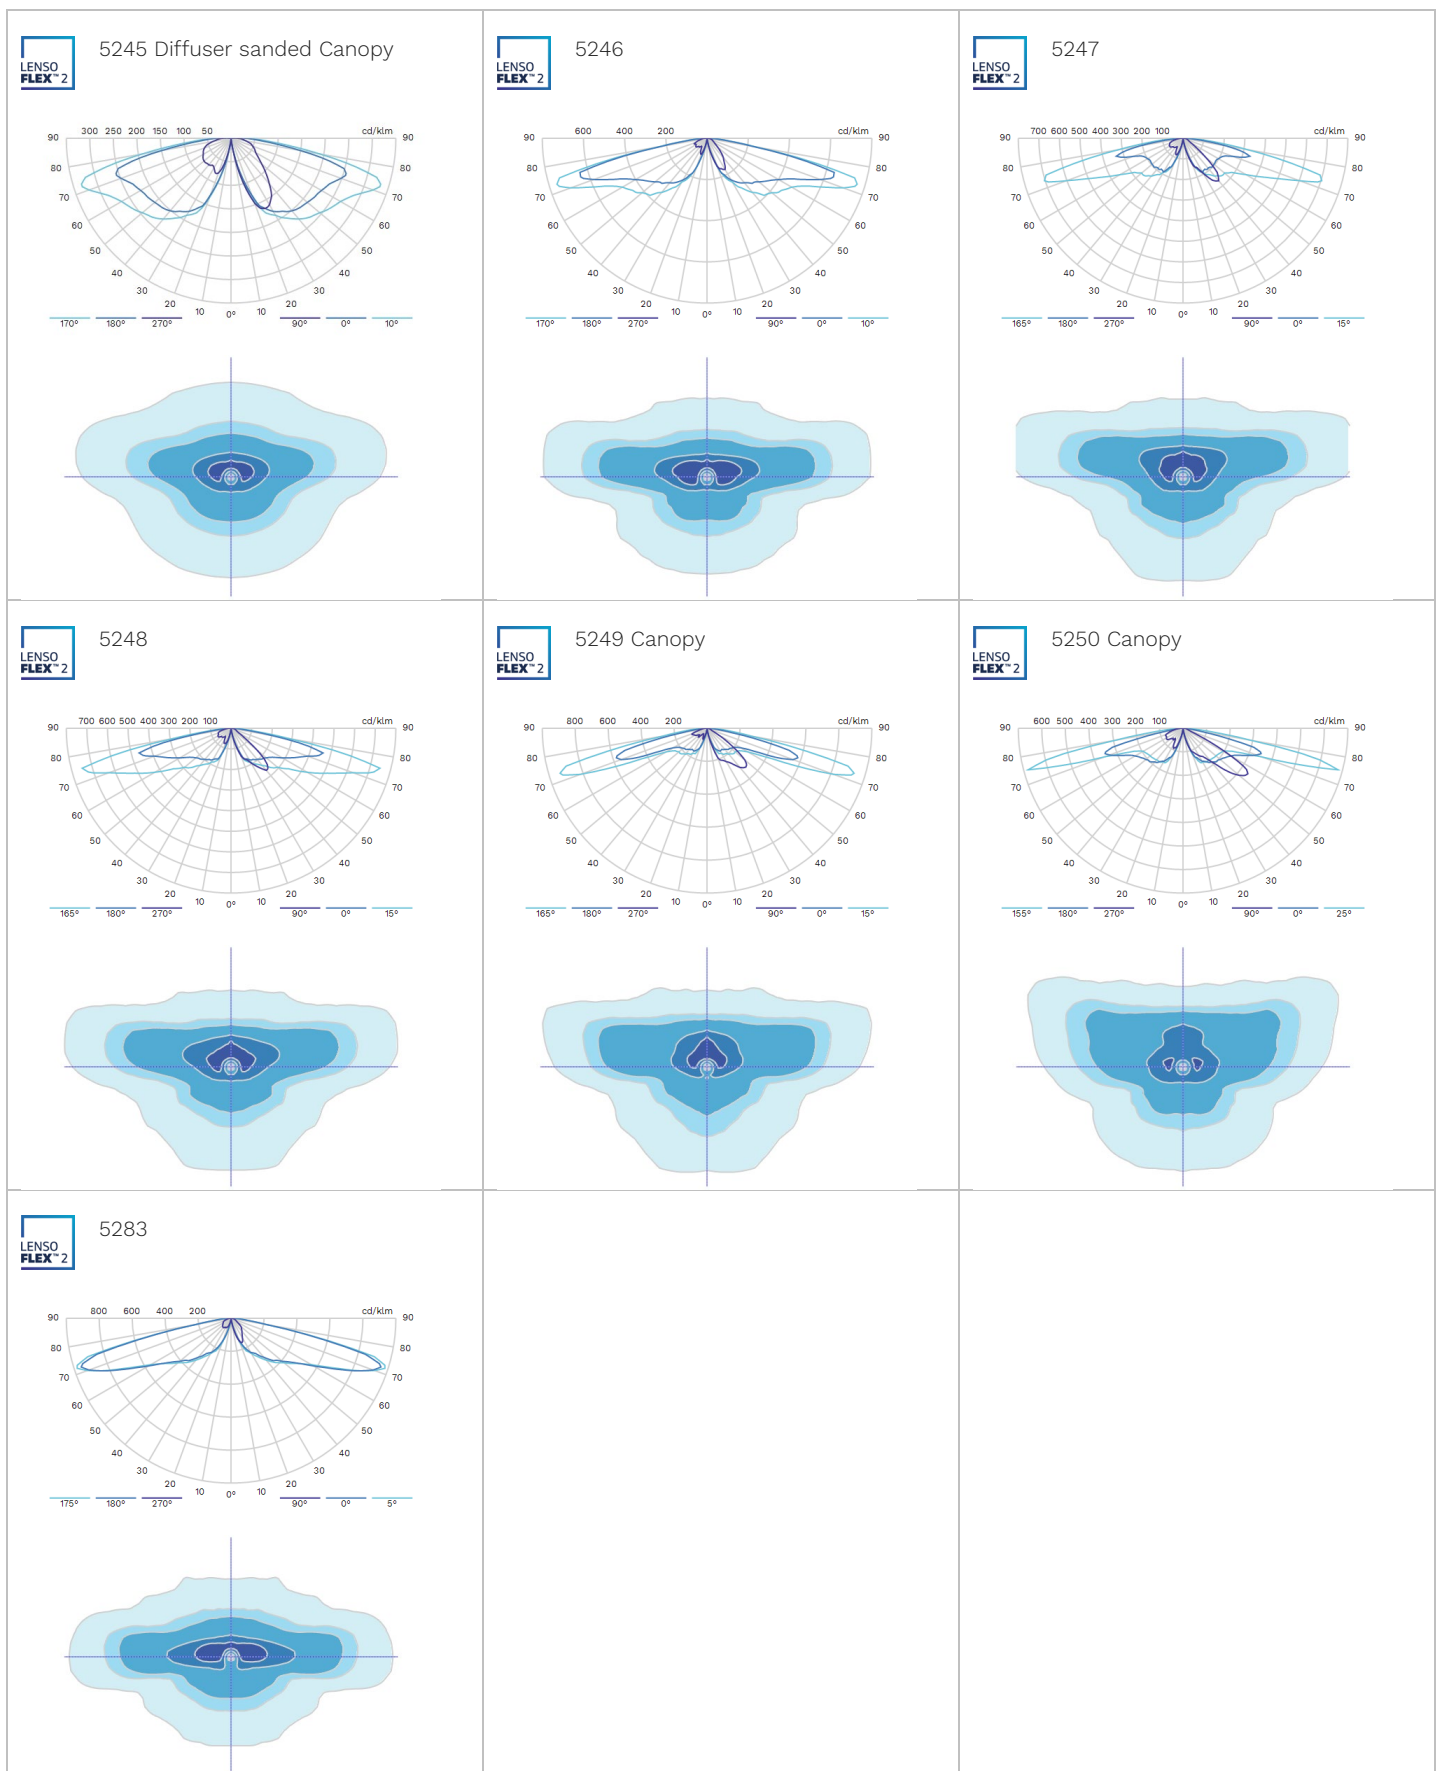 5245 Diffuser sanded Canopy
LENSO
FLEX™2
300 250 200 150 100 50 cd/klm
90 90
80 80
70 70
60 60
50 50
40 40
30 30
20 20
10 0° 10
170° 180° 270° 90° 0° 10°
5246
LENSO
FLEX™2
600 400 200 cd/klm
90 90
80 80
70 70
60 60
50 50
40 40
30 30
20 20
10 0° 10
170° 180° 270° 90° 0° 10°
5247
LENSO
FLEX™2
700 600 500 400 300 200 100 cd/klm
90 90
80 80
70 70
60 60
50 50
40 40
30 30
20 20
10 0° 10
165° 180° 270° 90° 0° 15°
5248
LENSO
FLEX™2
700 600 500 400 300 200 100 cd/klm
90 90
80 80
70 70
60 60
50 50
40 40
30 30
20 20
10 0° 10
165° 180° 270° 90° 0° 15°
5249 Canopy
LENSO
FLEX™2
800 600 400 200 cd/klm
90 90
80 80
70 70
60 60
50 50
40 40
30 30
20 20
10 0° 10
165° 180° 270° 90° 0° 15°
5250 Canopy
LENSO
FLEX™2
600 500 400 300 200 100 cd/klm
90 90
80 80
70 70
60 60
50 50
40 40
30 30
20 20
10 0° 10
155° 180° 270° 90° 0° 25°
5283
LENSO
FLEX™2
800 600 400 200 cd/klm
90 90
80 80
70 70
60 60
50 50
40 40
30 30
20 20
10 0° 10
175° 180° 270° 90° 0° 5°